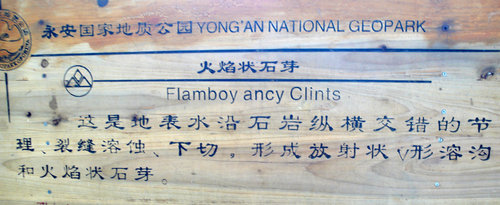 永安国家地质公园 YONG'AN NATIONAL GEOPARK
火焰状石芽
Flamboy ancy Clints
这是地表水沿石岩纵横交错的节
理、裂缝溶蚀、下切，形成放射状V形溶沟
和火焰状石芽。